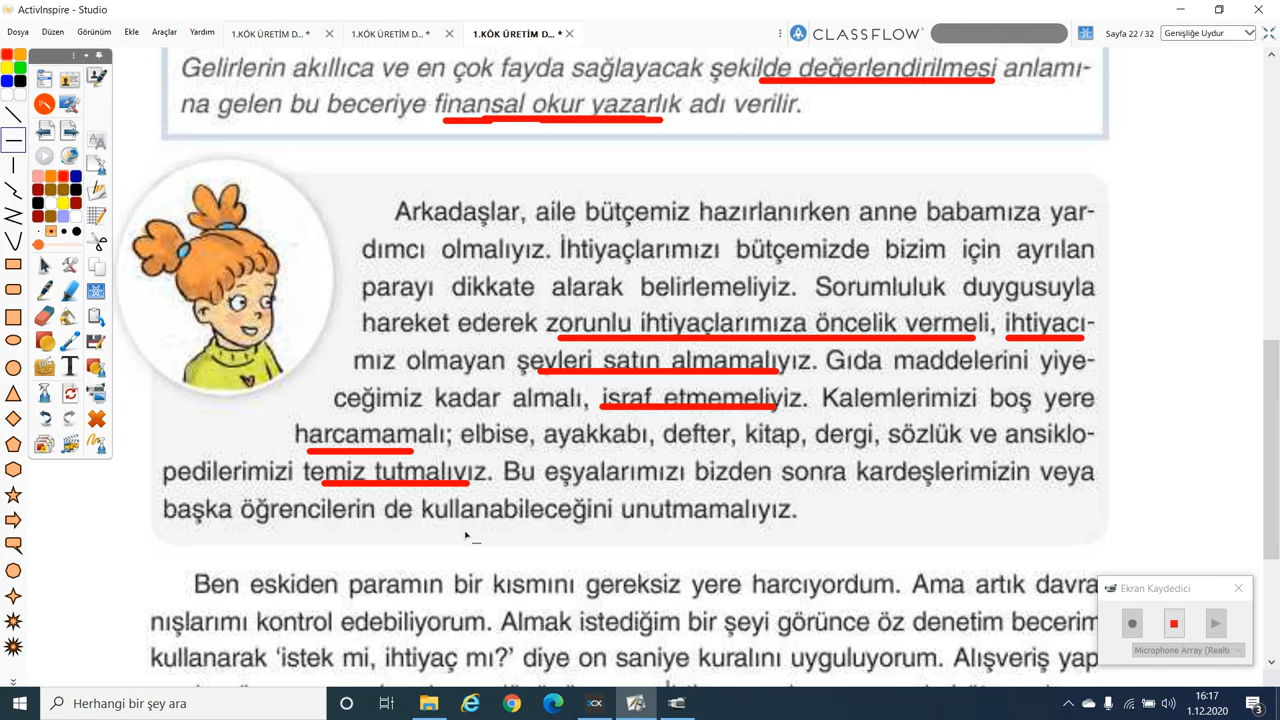 ActivInspire - Studio
Dosya Düzen Görünüm Ekle Araçlar Yardım
1.KÖK ÜRETİM D... *
1.KÖK ÜRETİM D... *
1.KÖK ÜRETİM D... *
CLASSFLOW
Sayfa 22 / 32
Genişliğe Uydur
Gelirlerin akıllıca ve en çok fayda sağlayacak şekilde değerlendirilmesi anlamı-
na gelen bu beceriye finansal okur yazarlık adı verilir.
Arkadaşlar, aile bütçemiz hazırlanırken anne babamıza yar-
dımcı olmalıyız. İhtiyaçlarımızı bütçemizde bizim için ayrılan
parayı dikkate alarak belirlemeliyiz. Sorumluluk duygusuyla
hareket ederek zorunlu ihtiyaçlarımıza öncelik vermeli, ihtiyacı-
mız olmayan şeyleri satın almamalıyız. Gıda maddelerini yiye-
ceğimiz kadar almalı, israf etmemeliyiz. Kalemlerimizi boş yere
harcamamalı; elbise, ayakkabı, defter, kitap, dergi, sözlük ve ansiklo-
pedilerimizi temiz tutmalıyız. Bu eşyalarımızı bizden sonra kardeşlerimizin veya
başka öğrencilerin de kullanabileceğini unutmamalıyız.
Ben eskiden paramın bir kısmını gereksiz yere harcıyordum. Ama artık davra
nışlarımı kontrol edebiliyorum. Almak istediğim bir şeyi görünce öz denetim becerim
kullanarak ‘istek mi, ihtiyaç mı?’ diye on saniye kuralını uyguluyorum. Alışveriş yap
Ekran Kaydedici
Microphone Array (Realt
Herhangi bir şey ara
16:17
1.12.2020
3